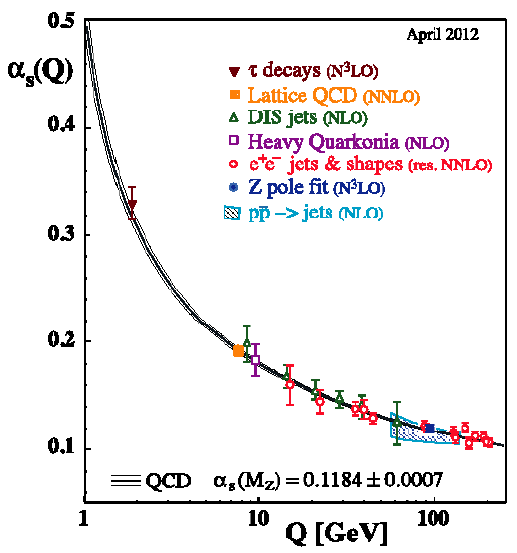 0.5
April 2012
αs(Q)
τ decays (N³LO)
Lattice QCD (NNLO)
DIS jets (NLO)
Heavy Quarkonia (NLO)
e⁺e⁻ jets & shapes (res. NNLO)
Z pole fit (N³LO)
pp̄ –> jets (NLO)
0.4
0.3
0.2
0.1
QCD αs(MZ) = 0.1184 ± 0.0007
1 10 100
Q [GeV]